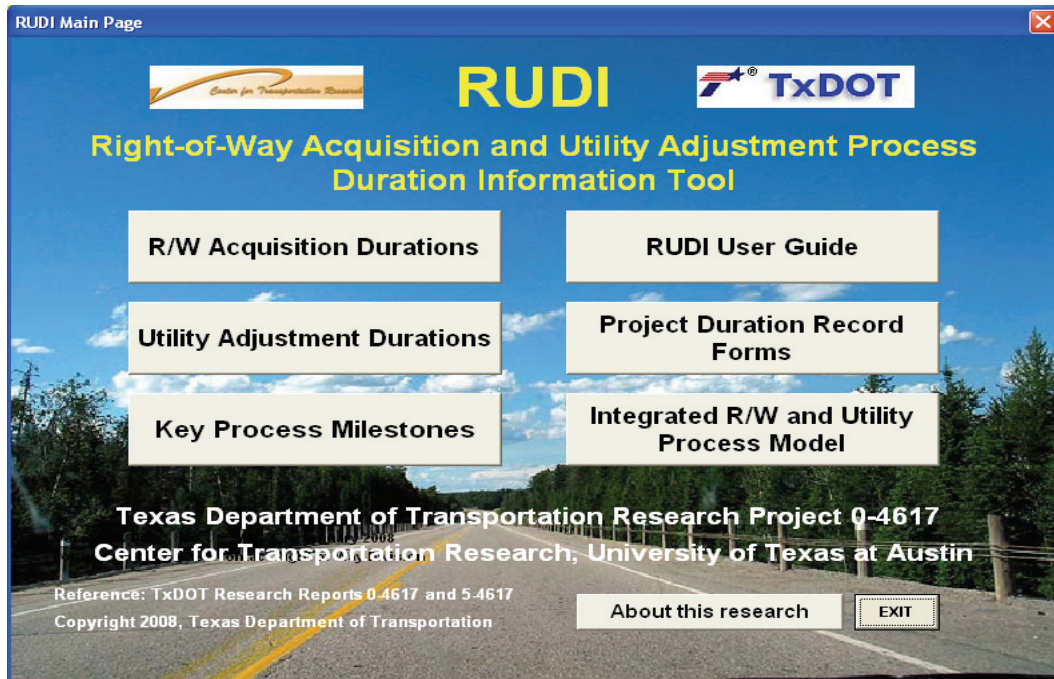 RUDI Main Page
Center for Transportation Research
RUDI
® TxDOT
Right-of-Way Acquisition and Utility Adjustment Process
Duration Information Tool
R/W Acquisition Durations
RUDI User Guide
Utility Adjustment Durations
Project Duration Record
Forms
Key Process Milestones
Integrated R/W and Utility
Process Model
Texas Department of Transportation Research Project 0-4617
Center for Transportation Research, University of Texas at Austin
Reference: TxDOT Research Reports 0-4617 and 5-4617
Copyright 2008, Texas Department of Transportation
About this research
EXIT